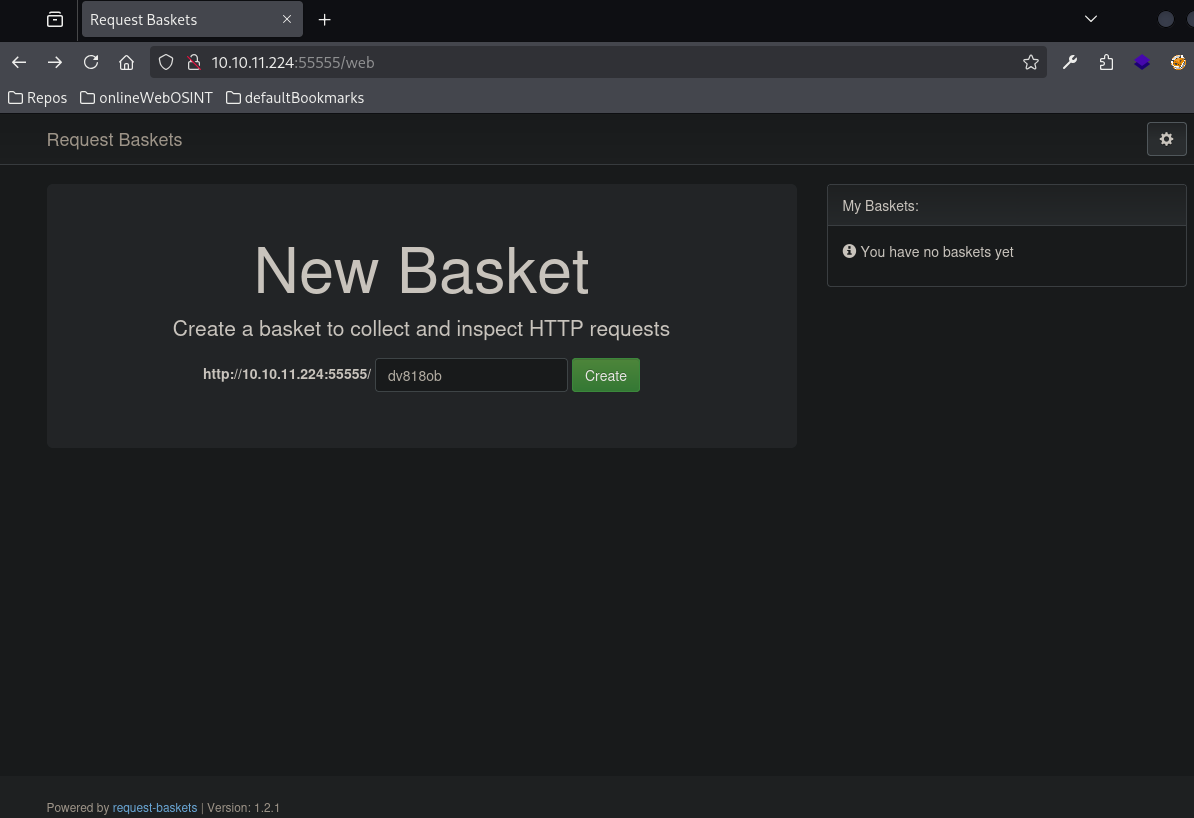 Request Baskets
10.10.11.224:55555/web
Repos onlineWebOSINT defaultBookmarks
Request Baskets
New Basket
Create a basket to collect and inspect HTTP requests
http://10.10.11.224:55555/ dv818ob Create
My Baskets:
You have no baskets yet
Powered by request-baskets | Version: 1.2.1